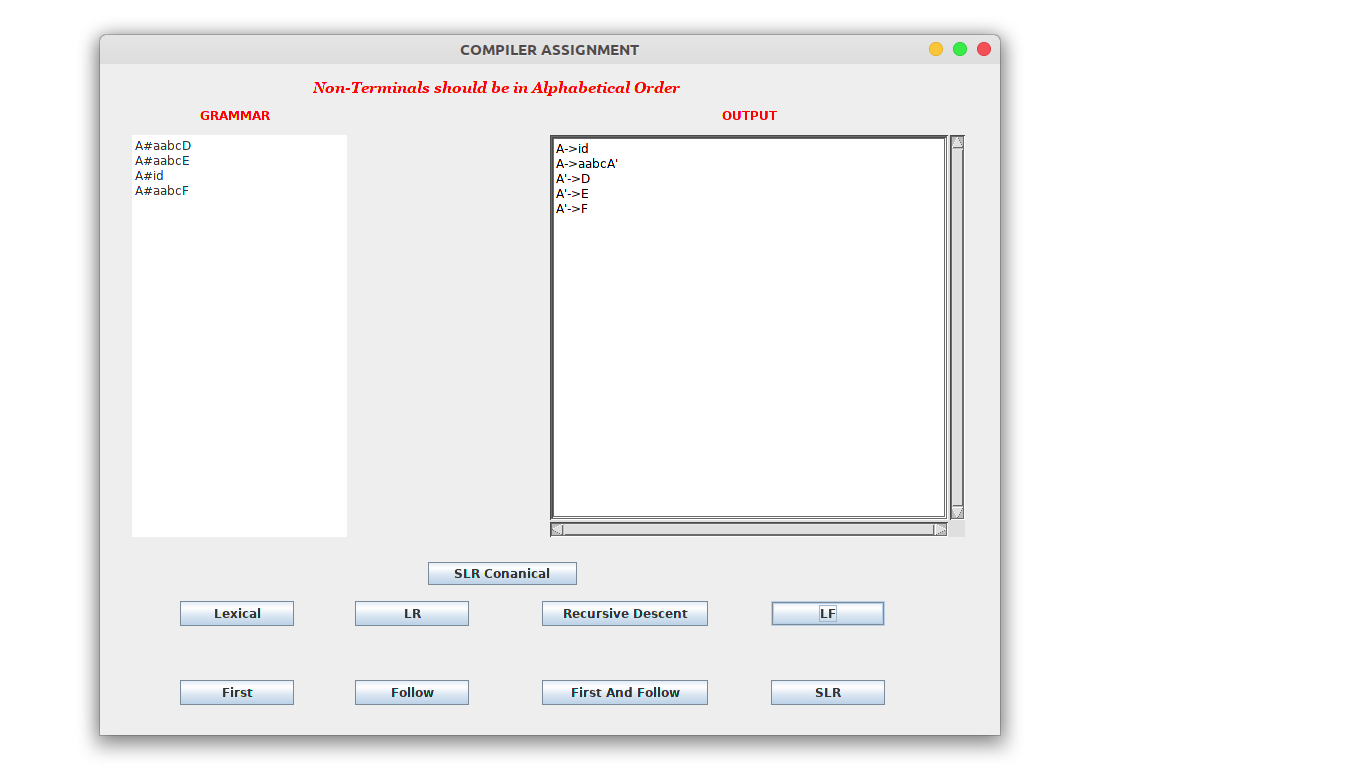 COMPILER ASSIGNMENT
Non-Terminals should be in Alphabetical Order
GRAMMAR
OUTPUT
A#aabcD
A#aabcE
A#id
A#aabcF
A->id
A->aabcA'
A'->D
A'->E
A'->F
SLR Conanical
Lexical
LR
Recursive Descent
LF
First
Follow
First And Follow
SLR